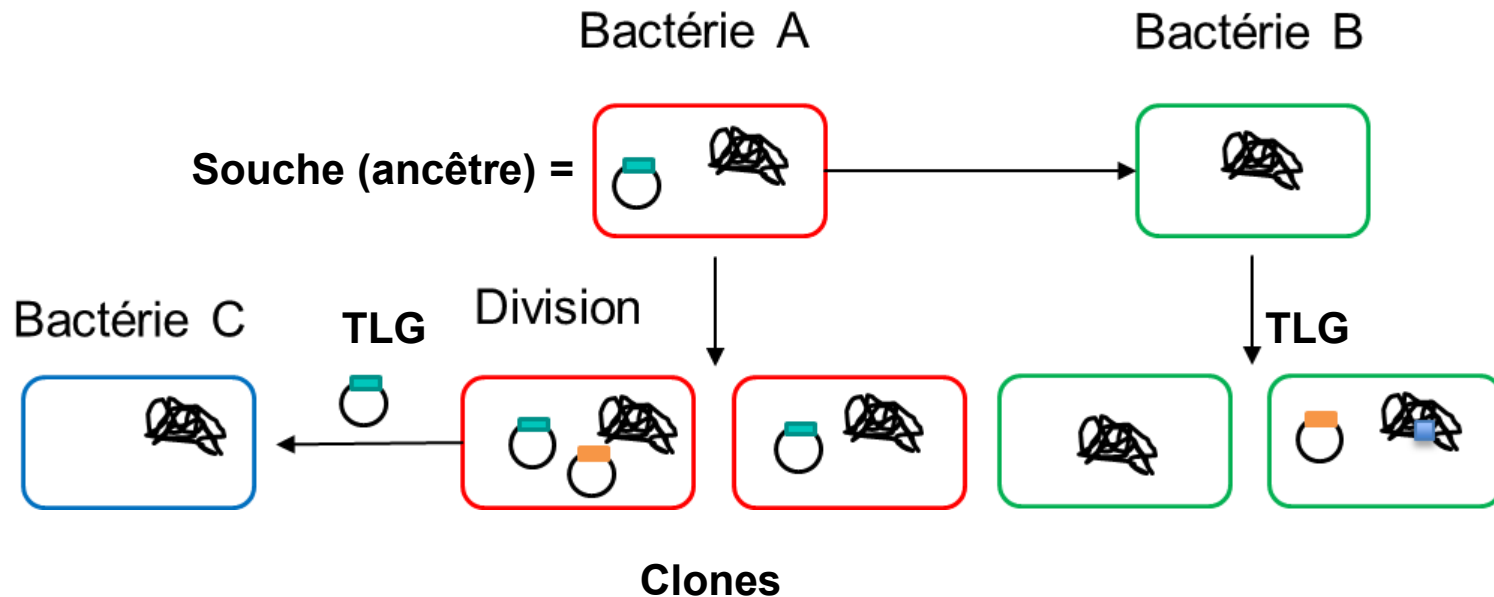 Bactérie A
Bactérie B
Souche (ancêtre) =
Bactérie C
TLG
Division
TLG
Clones